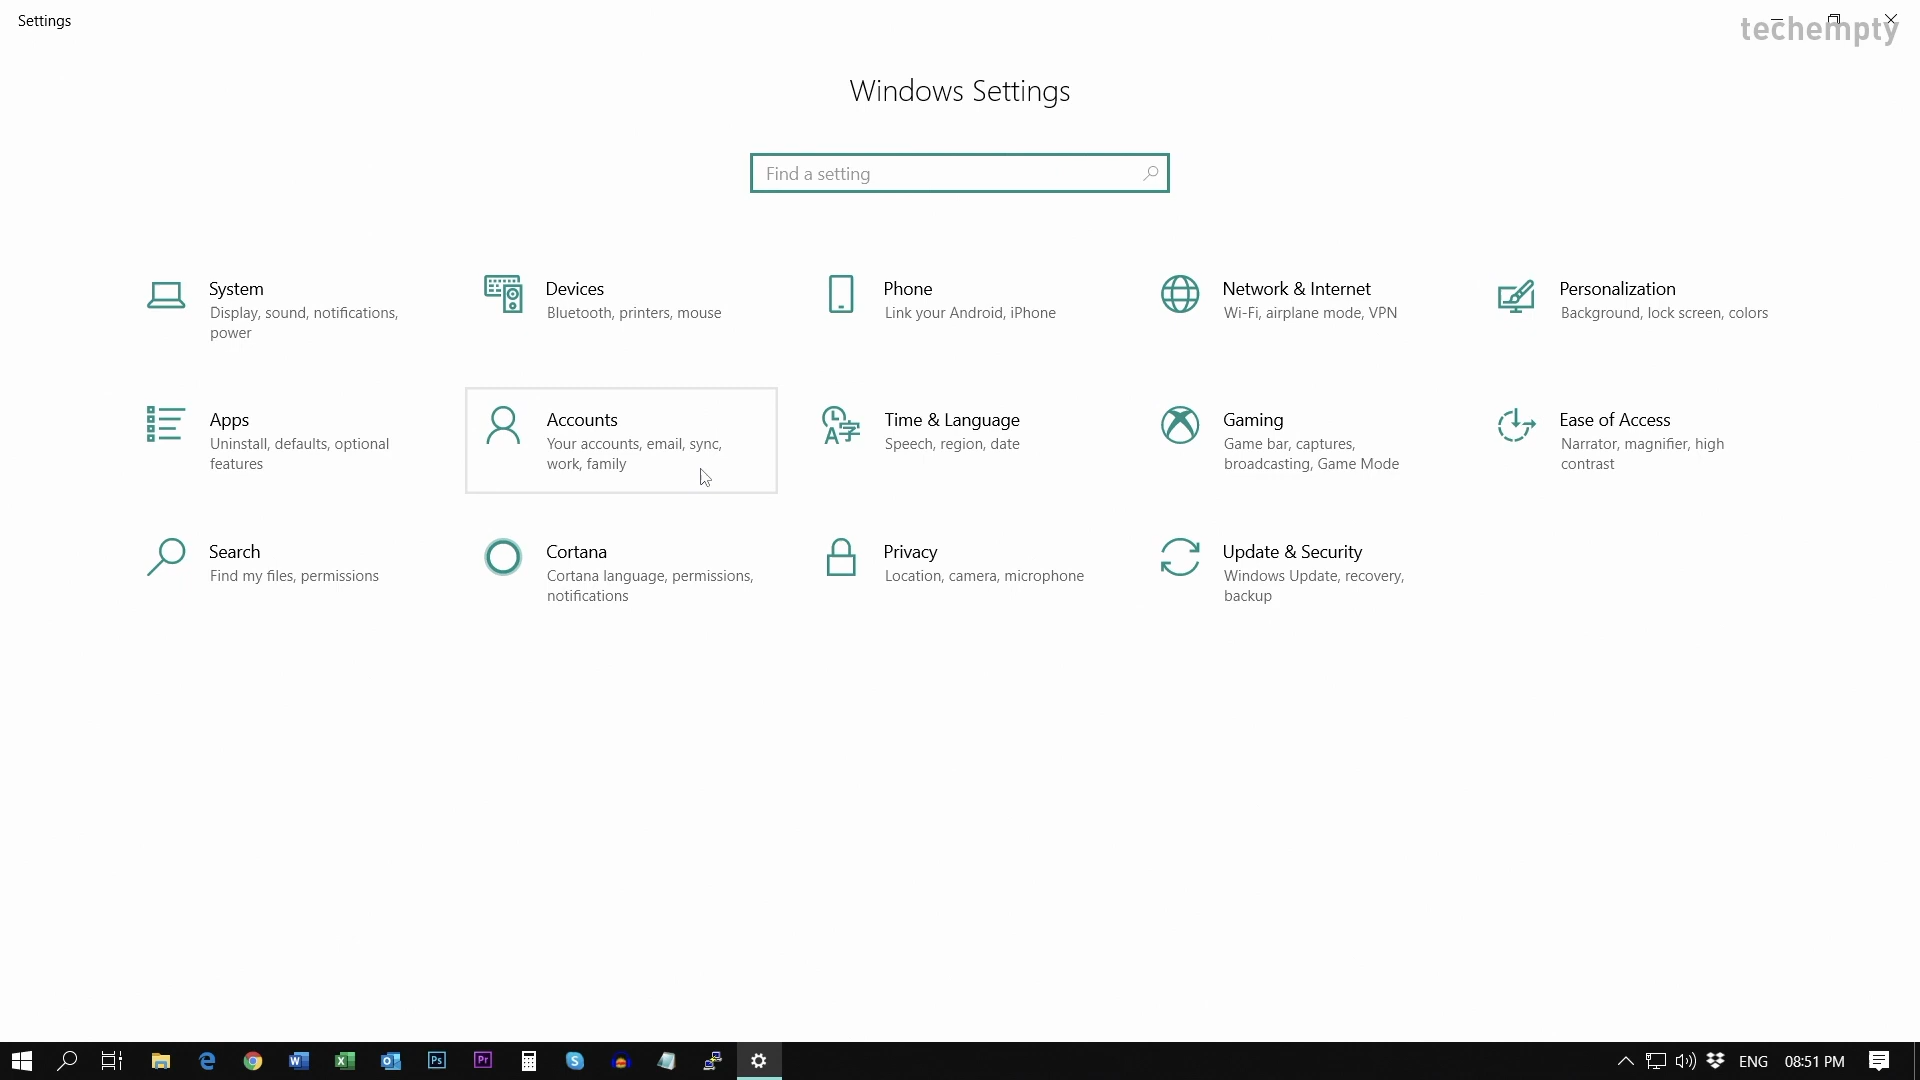 Settings
techempty
Windows Settings
Find a setting
System
Display, sound, notifications,
power
Devices
Bluetooth, printers, mouse
Phone
Link your Android, iPhone
Network & Internet
Wi-Fi, airplane mode, VPN
Personalization
Background, lock screen, colors
Apps
Uninstall, defaults, optional
features
Accounts
Your accounts, email, sync,
work, family
Time & Language
Speech, region, date
Gaming
Game bar, captures,
broadcasting, Game Mode
Ease of Access
Narrator, magnifier, high
contrast
Search
Find my files, permissions
Cortana
Cortana language, permissions,
notifications
Privacy
Location, camera, microphone
Update & Security
Windows Update, recovery,
backup
ENG 08:51 PM